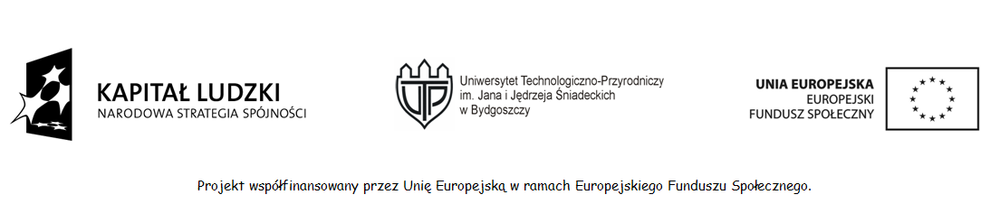 KAPITAŁ LUDZKI
NARODOWA STRATEGIA SPÓJNOŚCI
UTP
Uniwersytet Technologiczno-Przyrodniczy
im. Jana i Jędrzeja Śniadeckich
w Bydgoszczy
UNIA EUROPEJSKA
EUROPEJSKI
FUNDUSZ SPOŁECZNY
Projekt współfinansowany przez Unię Europejską w ramach Europejskiego Funduszu Społecznego.